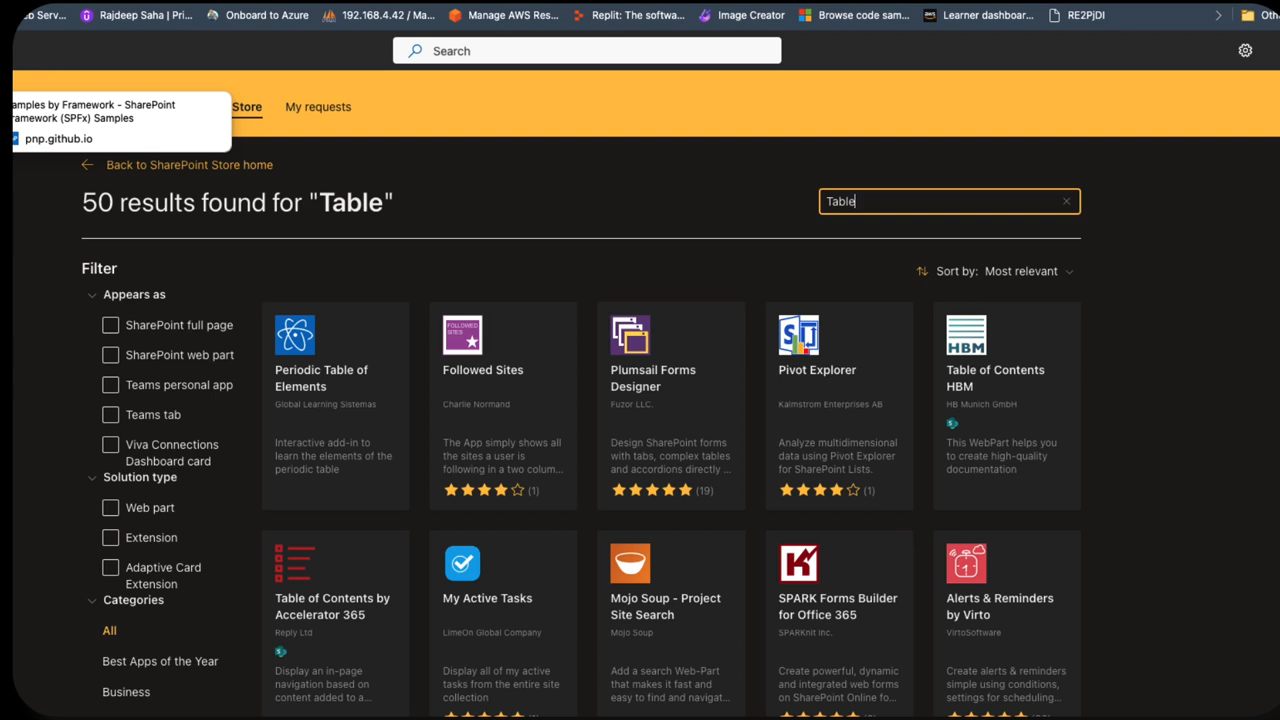 eb Serv...
Rajdeep Saha | Pri...
Onboard to Azure
192.168.4.42 / Ma...
Manage AWS Res...
Replit: The softwa...
Image Creator
Browse code sam...
aws
Learner dashboar...
RE2PjDI
Oth
Search
amples by Framework - SharePoint
ramework (SPFx) Samples
pnp.github.io
Store
My requests
Back to SharePoint Store home
50 results found for "Table"
Table
Filter
Sort by: Most relevant
Appears as
SharePoint full page
SharePoint web part
Teams personal app
Teams tab
Viva Connections
Dashboard card
Solution type
Web part
Extension
Adaptive Card
Extension
Categories
All
Best Apps of the Year
Business
Periodic Table of
Elements
Global Learning Sistemas
Interactive add-in to
learn the elements of the
periodic table
FOLLOWED
SITES
Followed Sites
Charlie Normand
The App simply shows all
the sites a user is
following in a two colum...
(1)
Plumsail Forms
Designer
Fuzor LLC.
Design SharePoint forms
with tabs, complex tables
and accordions directly ...
(19)
Pivot Explorer
Kalmstrom Enterprises AB
Analyze multidimensional
data using Pivot Explorer
for SharePoint Lists.
(1)
HBM
Table of Contents
HBM
HB Munich GmbH
This WebPart helps you
to create high-quality
documentation
Table of Contents by
Accelerator 365
Reply Ltd
Display an in-page
navigation based on
content added to a...
My Active Tasks
LimeOn Global Company
Display all of my active
tasks from the entire site
collection
Mojo Soup - Project
Site Search
Mojo Soup
Add a search Web-Part
that makes it fast and
easy to find and navigat...
SPARK Forms Builder
for Office 365
SPARKnit Inc.
Create powerful, dynamic
and integrated web forms
on SharePoint Online fo...
Alerts & Reminders
by Virto
VirtoSoftware
Create alerts & reminders
simple using conditions,
settings for scheduling...